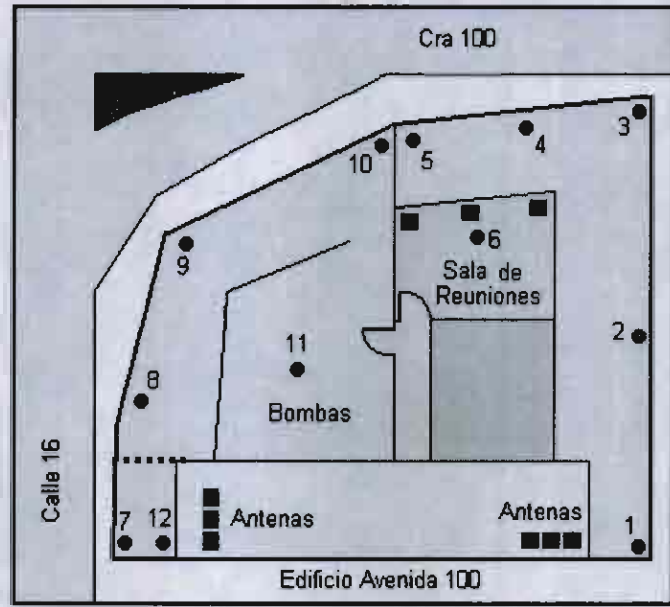 Cra 100
3
4
5
10
6
9
Sala de
Reuniones
2
11
8
Bombas
Calle 16
Antenas
Antenas
7
12
1
Edificio Avenida 100